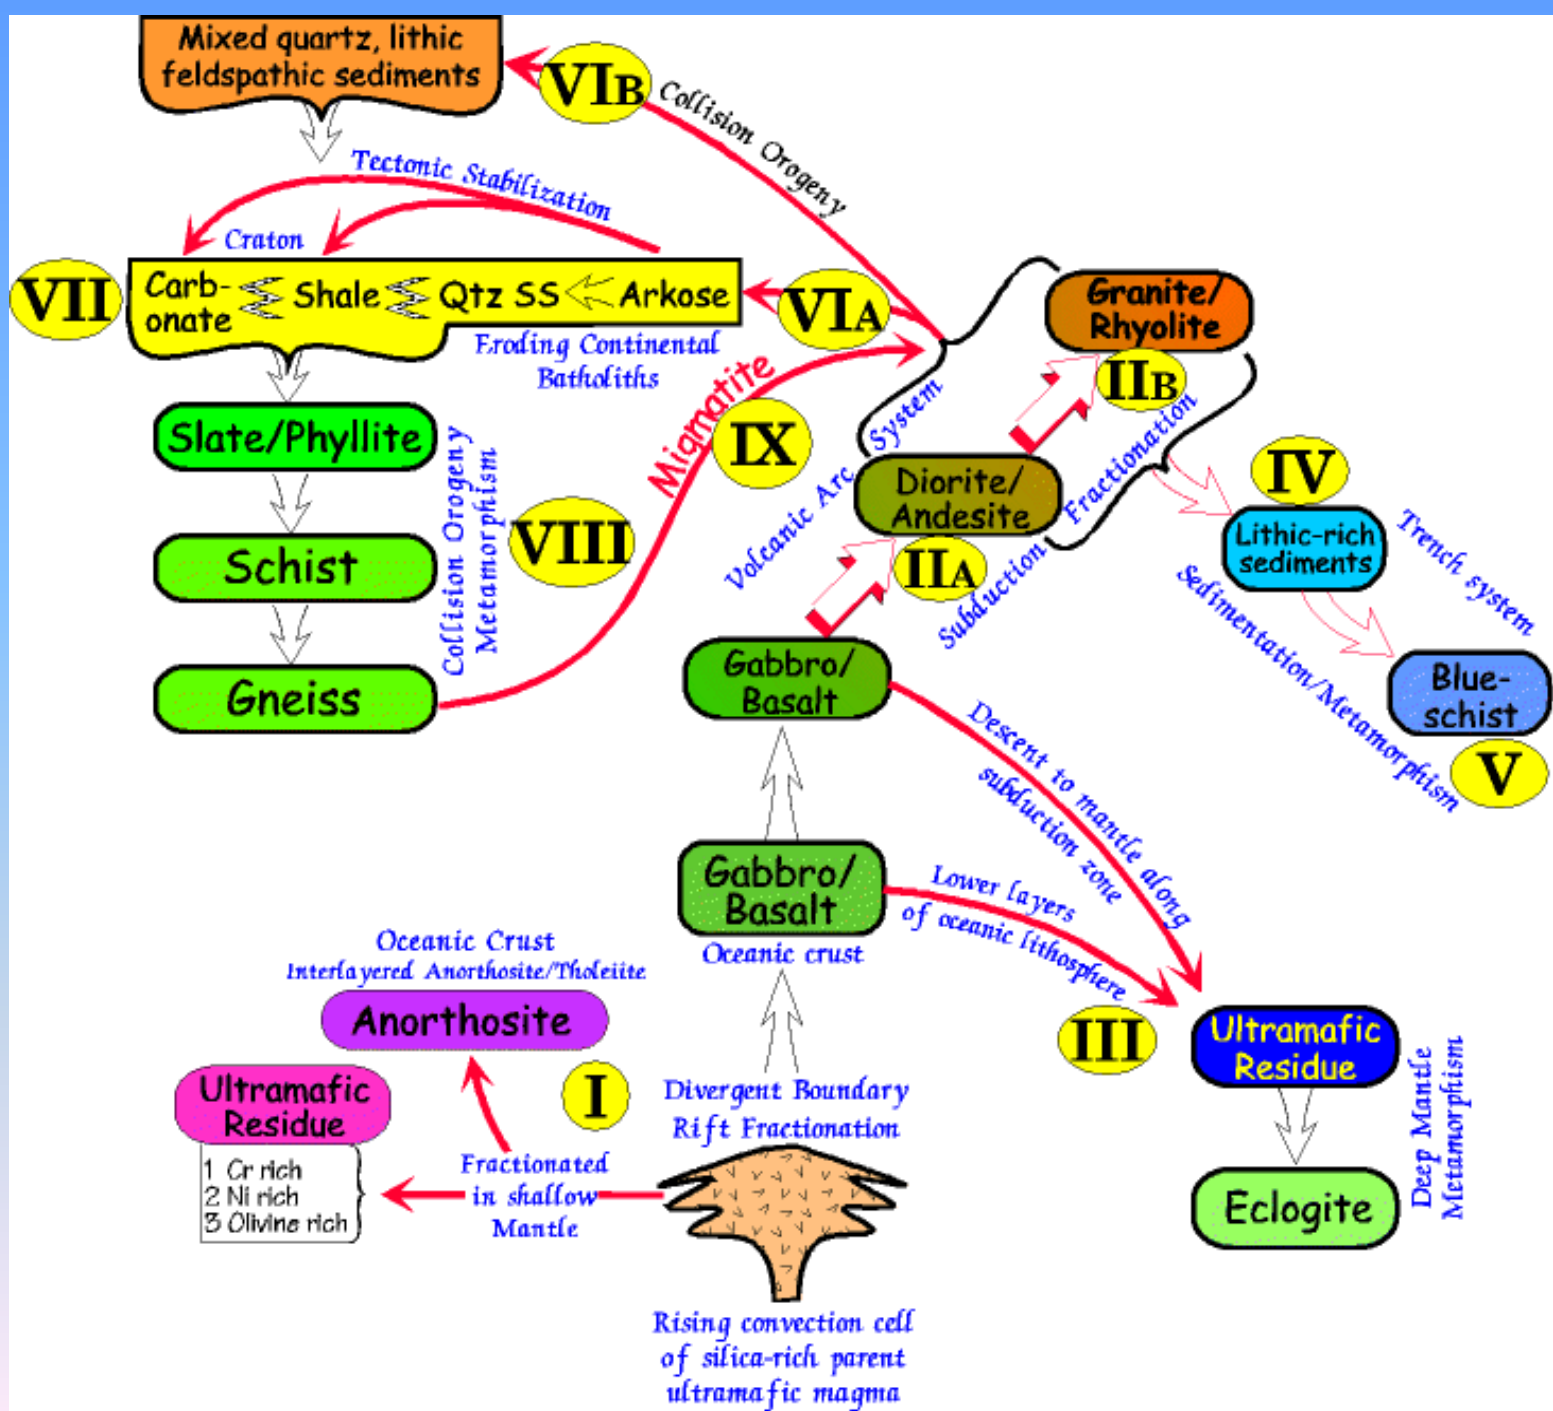 Mixed quartz, lithic
feldspathic sediments
VIB
Collision Orogeny
Tectonic Stabilization
Craton
VII
Carb-
onate
Shale
Qtz SS
Arkose
VIA
Eroding Continental
Batholiths
Granite/
Rhyolite
IIB
Slate/Phyllite
Schist
Gneiss
Collision Orogeny
Metamorphism
VIII
Migmatite
IX
Volcanic Arc System
Diorite/
Andesite
IIA
Subduction Fractionation
IV
Lithic-rich
sediments
Trench system
Sedimentation/Metamorphism
Blue-
schist
V
Gabbro/
Basalt
Descent to mantle along
subduction zone
Gabbro/
Basalt
Oceanic crust
Lower layers
of oceanic lithosphere
III
Ultramafic
Residue
Deep Mantle
Metamorphism
Eclogite
Oceanic Crust
Interlayered Anorthosite/Tholeiite
Anorthosite
I
Ultramafic
Residue
1 Cr rich
2 Ni rich
3 Olivine rich
Fractionated
in shallow
Mantle
Divergent Boundary
Rift Fractionation
Rising convection cell
of silica-rich parent
ultramafic magma